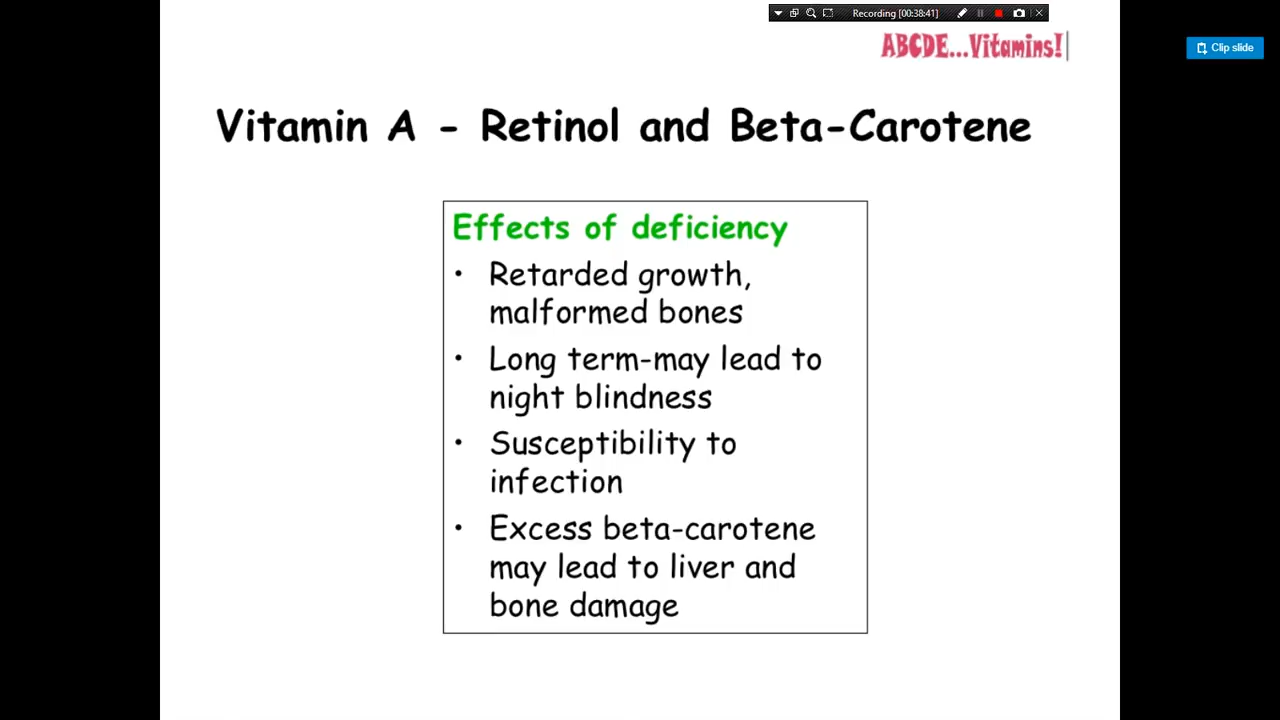 Recording [00:38:41]
ABCDE...Vitamins!
Clip slide
Vitamin A - Retinol and Beta-Carotene
Effects of deficiency
• Retarded growth,
malformed bones
• Long term-may lead to
night blindness
• Susceptibility to
infection
• Excess beta-carotene
may lead to liver and
bone damage